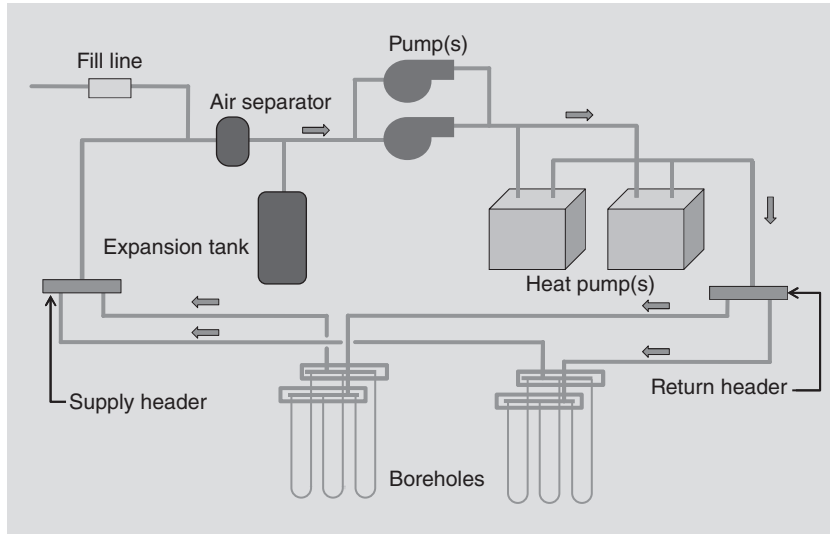 Pump(s)
Fill line
Air separator
Expansion tank
Heat pump(s)
Supply header
Return header
Boreholes